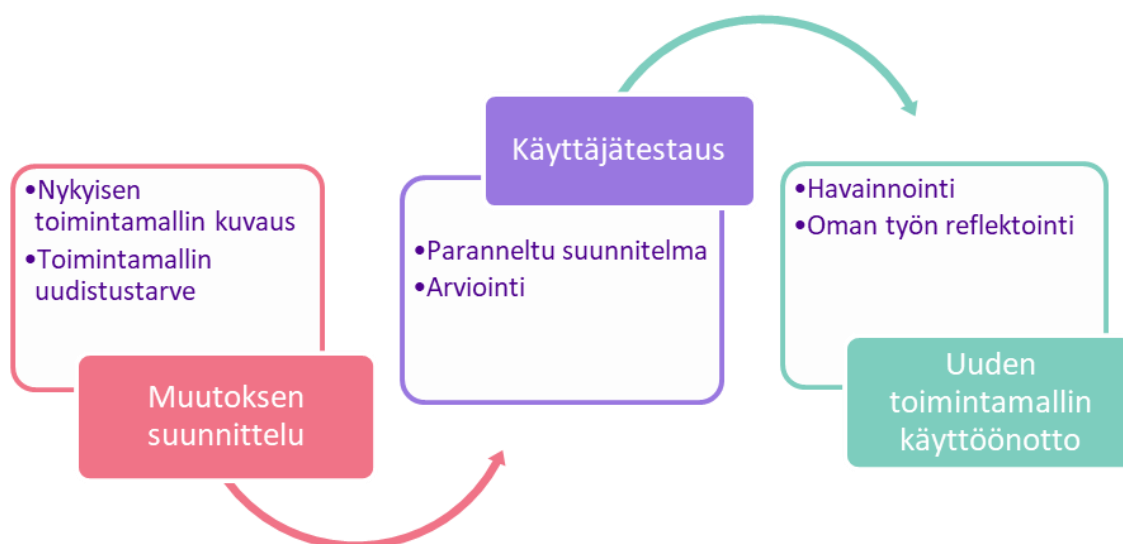 •Nykyisen
toimintamallin kuvaus
•Toimintamallin
uudistustarve
Muutoksen
suunnittelu
Käyttäjätestaus
•Paranneltu suunnitelma
•Arviointi
•Havainnointi
•Oman työn reflektointi
Uuden
toimintamallin
käyttöönotto